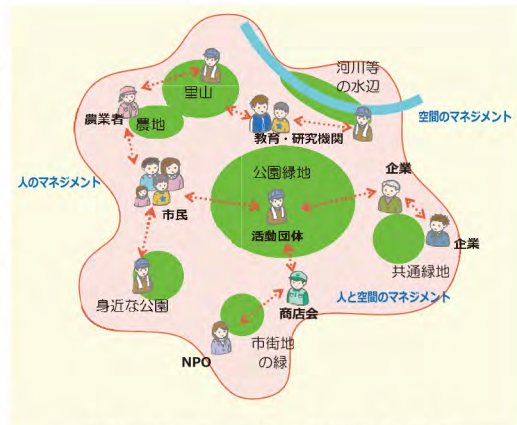 河川等
の水辺
里山
空間のマネジメント
農業者
農地
教育・研究機関
公園緑地
企業
人のマネジメント
市民
活動団体
企業
共通緑地
人と空間のマネジメント
身近な公園
商店会
市街地
の緑
NPO